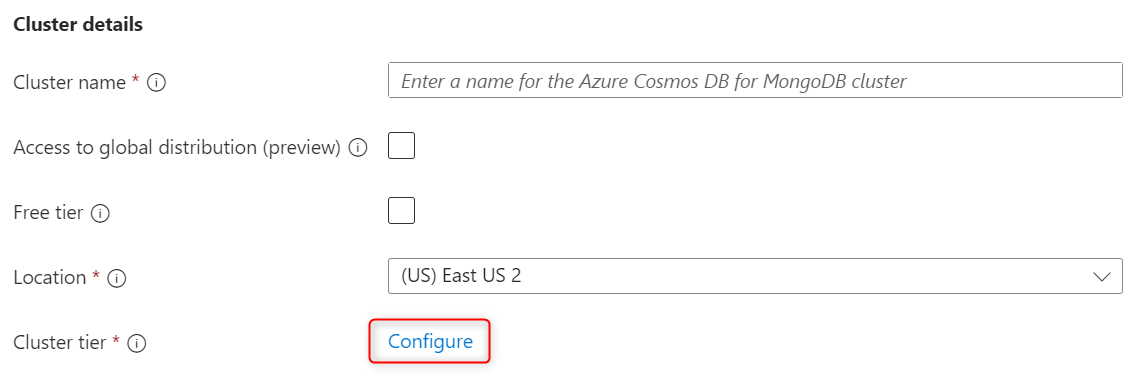 Cluster details
Cluster name * Enter a name for the Azure Cosmos DB for MongoDB cluster
Access to global distribution (preview)
Free tier
Location * (US) East US 2
Cluster tier * Configure